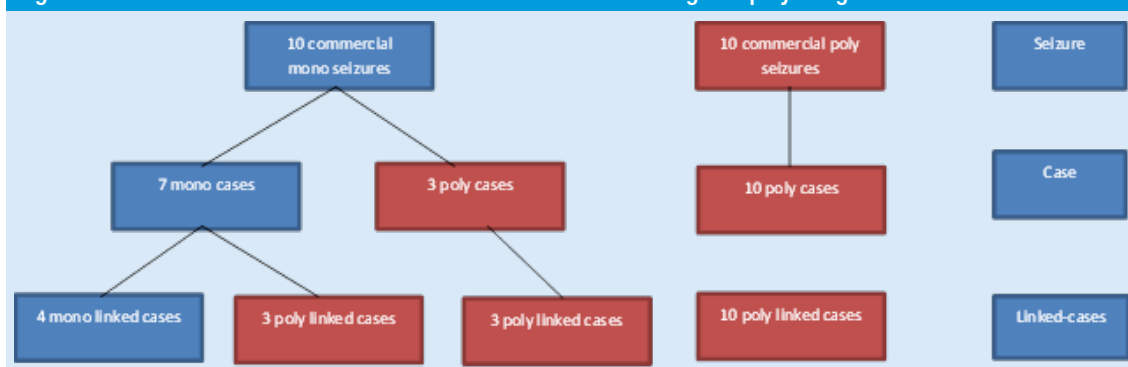 10 commercial
mono seizures
10 commercial poly
seizures
Seizure
7 mono cases
3 poly cases
10 poly cases
Case
4 mono linked cases
3 poly linked cases
3 poly linked cases
10 poly linked cases
Linked-cases